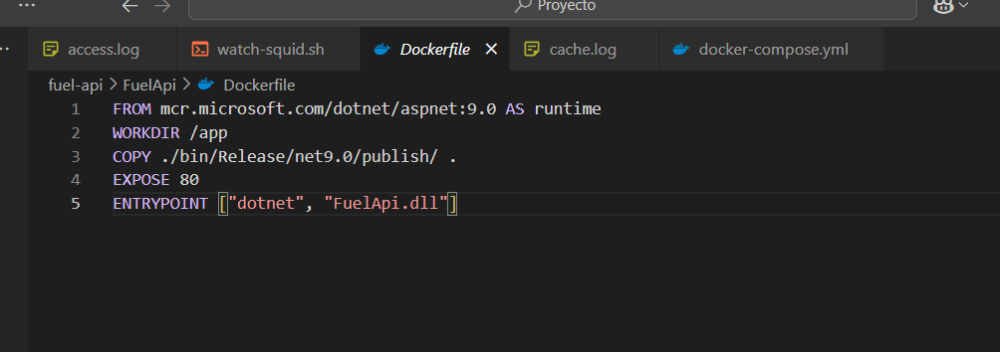 Proyecto
access.log
watch-squid.sh
Dockerfile
cache.log
docker-compose.yml
fuel-api > FuelApi > Dockerfile
1 FROM mcr.microsoft.com/dotnet/aspnet:9.0 AS runtime
2 WORKDIR /app
3 COPY ./bin/Release/net9.0/publish/ .
4 EXPOSE 80
5 ENTRYPOINT ["dotnet", "FuelApi.dll"]